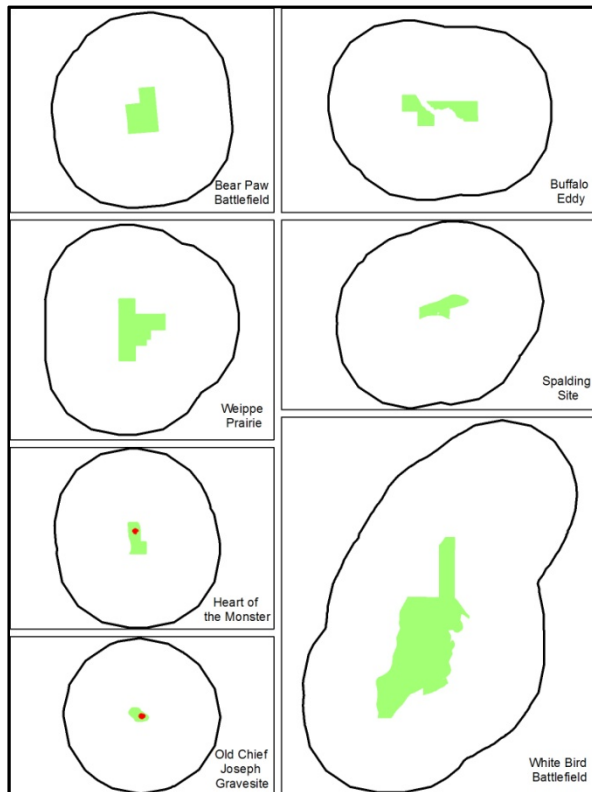 Bear Paw
Battlefield
Buffalo
Eddy
Weippe
Prairie
Spalding
Site
Heart of
the Monster
Old Chief
Joseph
Gravesite
White Bird
Battlefield